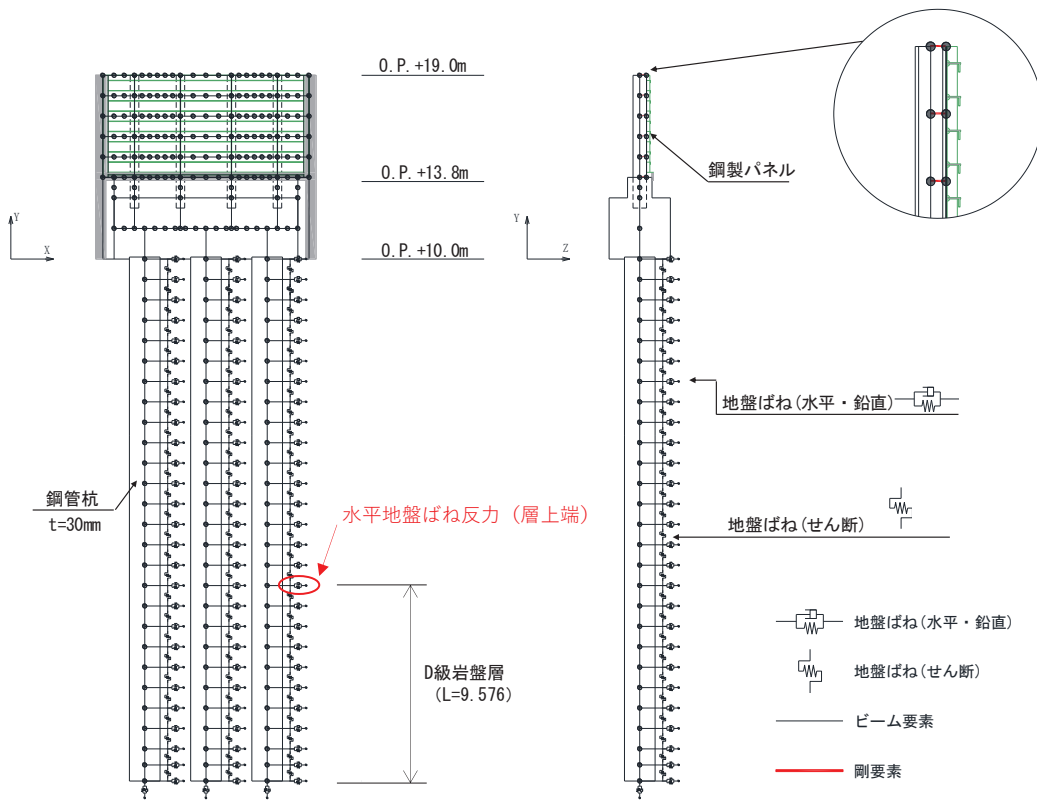 O.P.+19.0m
鋼製パネル
O.P.+13.8m
Y
X
Y
Z
O.P.+10.0m
地盤ばね(水平・鉛直)
鋼管杭
t=30mm
水平地盤ばね反力（層上端）
地盤ばね(せん断)
D級岩盤層
(L=9.576)
地盤ばね(水平・鉛直)
地盤ばね(せん断)
ビーム要素
剛要素